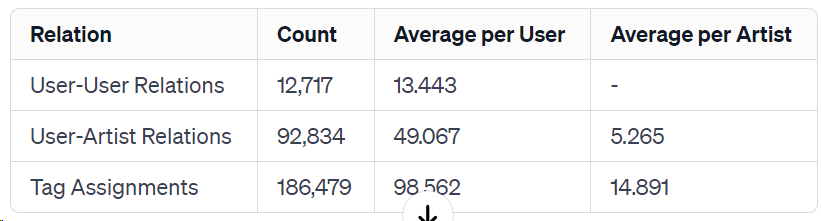 Relation Count Average per User Average per Artist
User-User Relations 12,717 13.443 -
User-Artist Relations 92,834 49.067 5.265
Tag Assignments 186,479 98.562 14.891